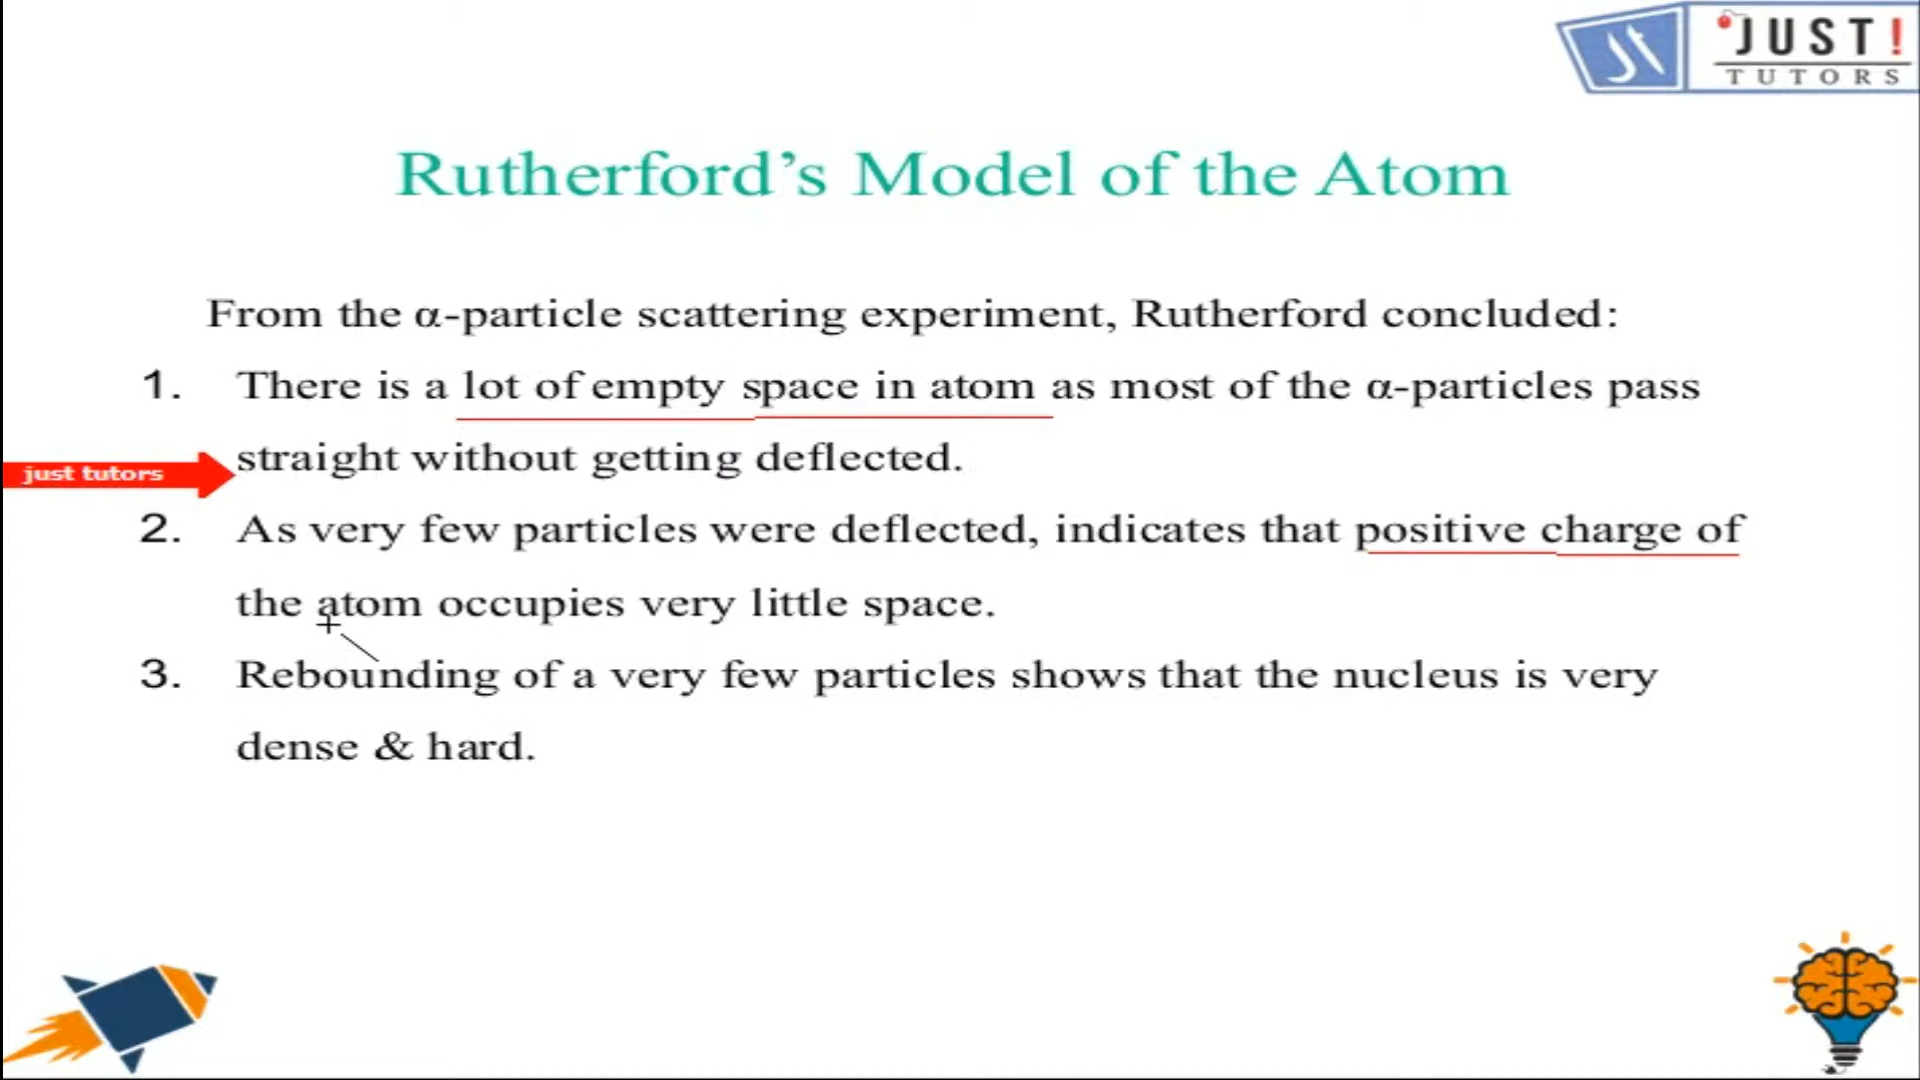 JUST!
TUTORS
Rutherford’s Model of the Atom
From the α-particle scattering experiment, Rutherford concluded:
1. There is a lot of empty space in atom as most of the α-particles pass
straight without getting deflected.
just tutors
2. As very few particles were deflected, indicates that positive charge of
the atom occupies very little space.
3. Rebounding of a very few particles shows that the nucleus is very
dense & hard.